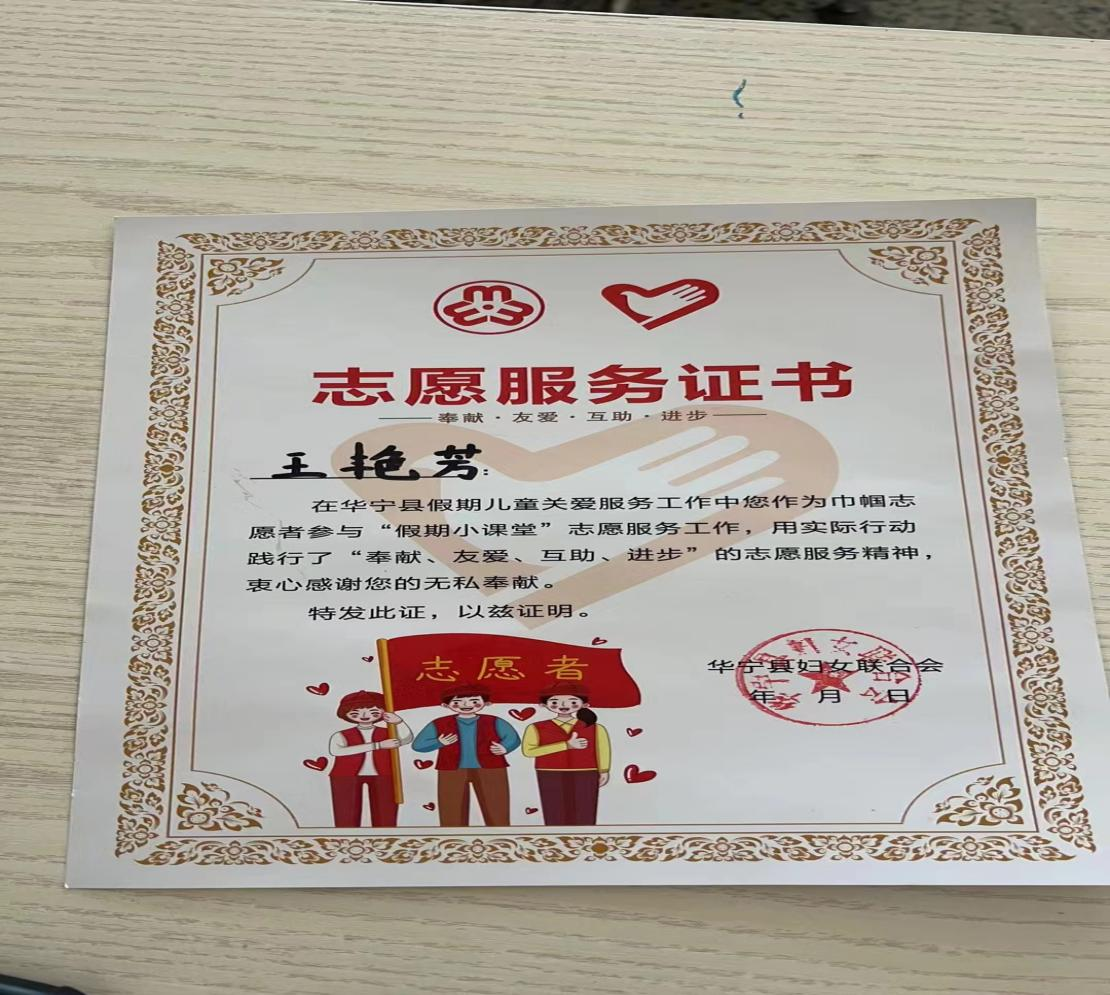 志愿服务证书
奉献·友爱·互助·进步
王艳芳:
在华宁县假期儿童关爱服务工作中您作为巾帼志
愿者参与“假期小课堂”志愿服务工作，用实际行动
践行了“奉献、友爱、互助、进步”的志愿服务精神，
衷心感谢您的无私奉献。
特发此证，以兹证明。
志愿者
华宁县妇女联合会
年 月 日